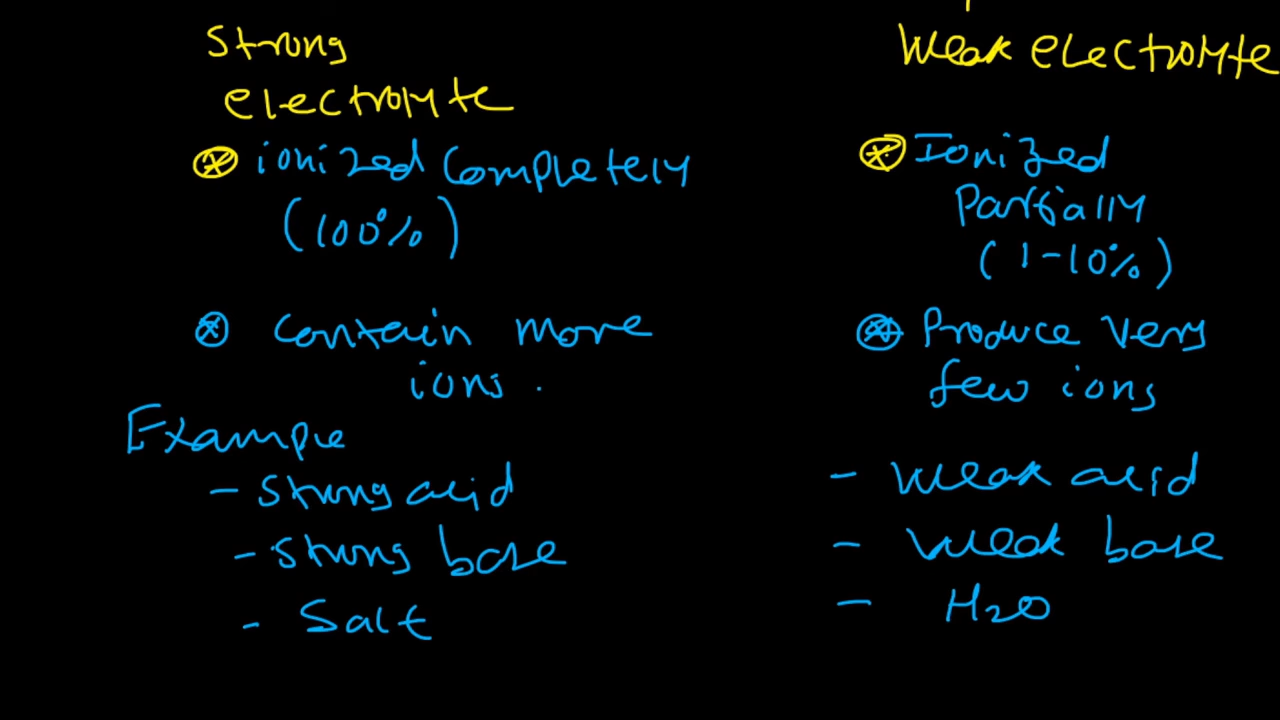 Strong
electrolyte
ionized completely
(100%)
contain more
ions.
Example
- Strong acid
- Strong base
- Salt
Weak electrolyte
Ionized
Partially
(1-10%)
Produce very
few ions
- weak acid
- weak base
- H2O